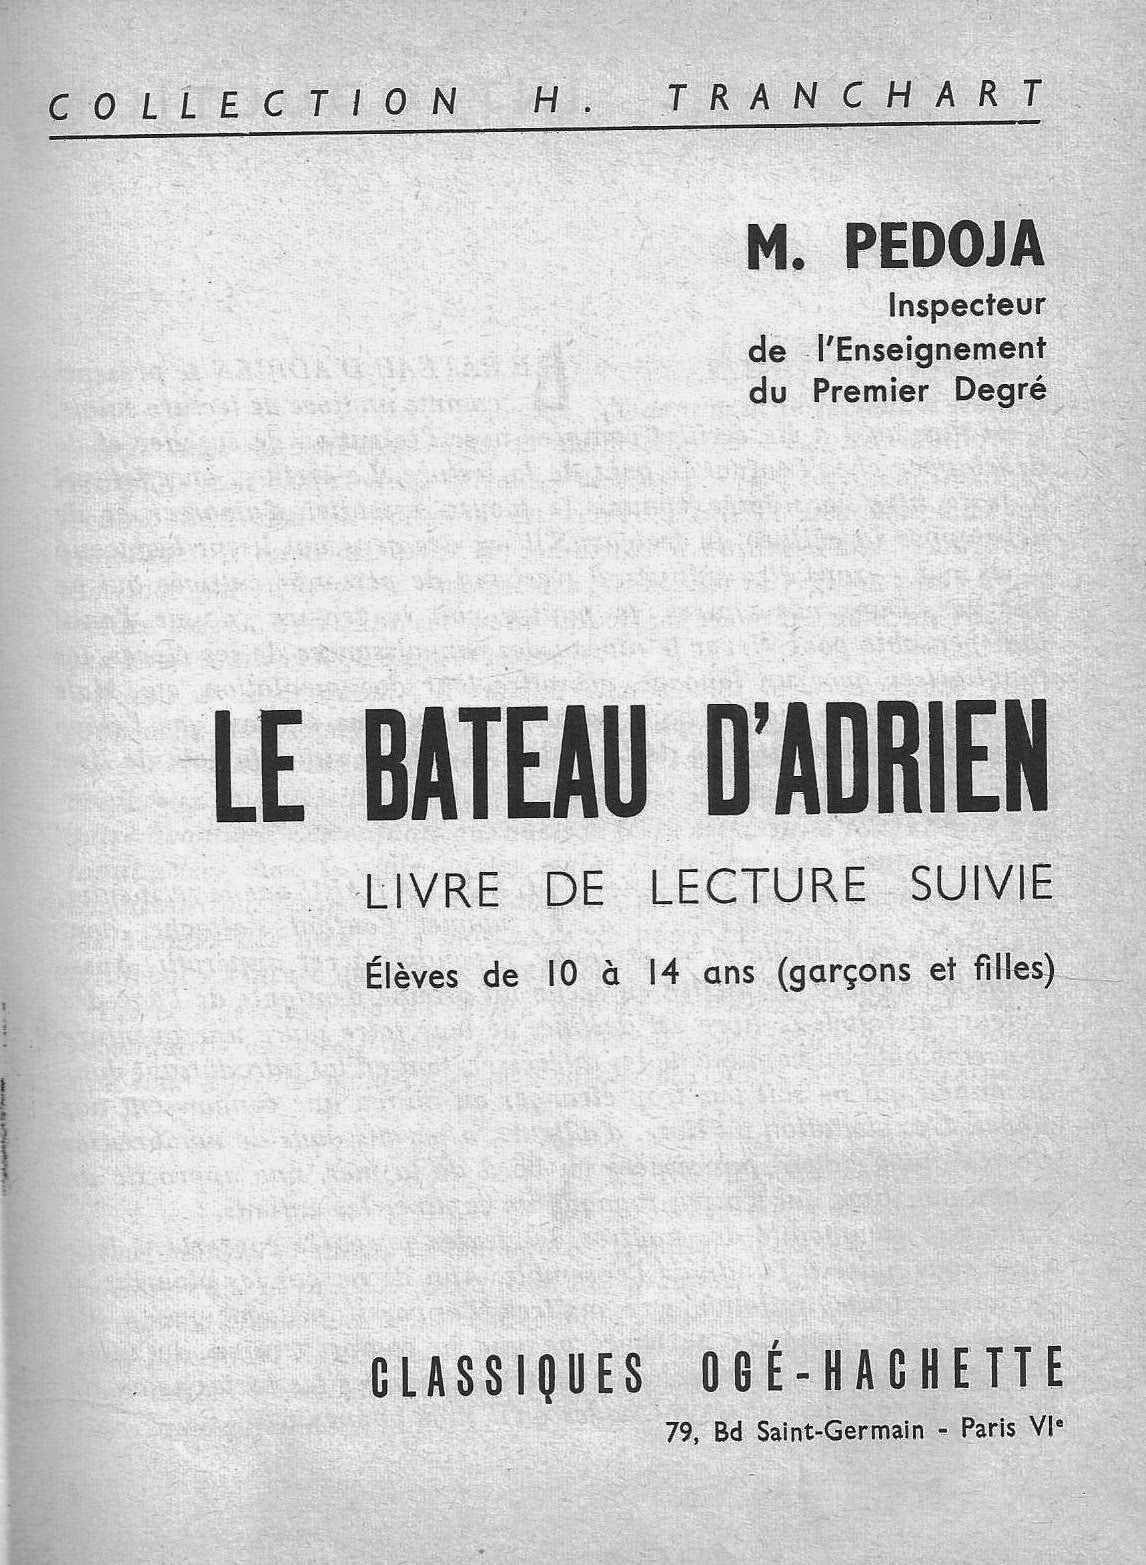 COLLECTION H. TRANCHART
M. PEDOJA
Inspecteur
de l'Enseignement
du Premier Degré
LE BATEAU D'ADRIEN
LIVRE DE LECTURE SUIVIE
Élèves de 10 à 14 ans (garçons et filles)
CLASSIQUES OGÉ-HACHETTE
79, Bd Saint-Germain - Paris VIe